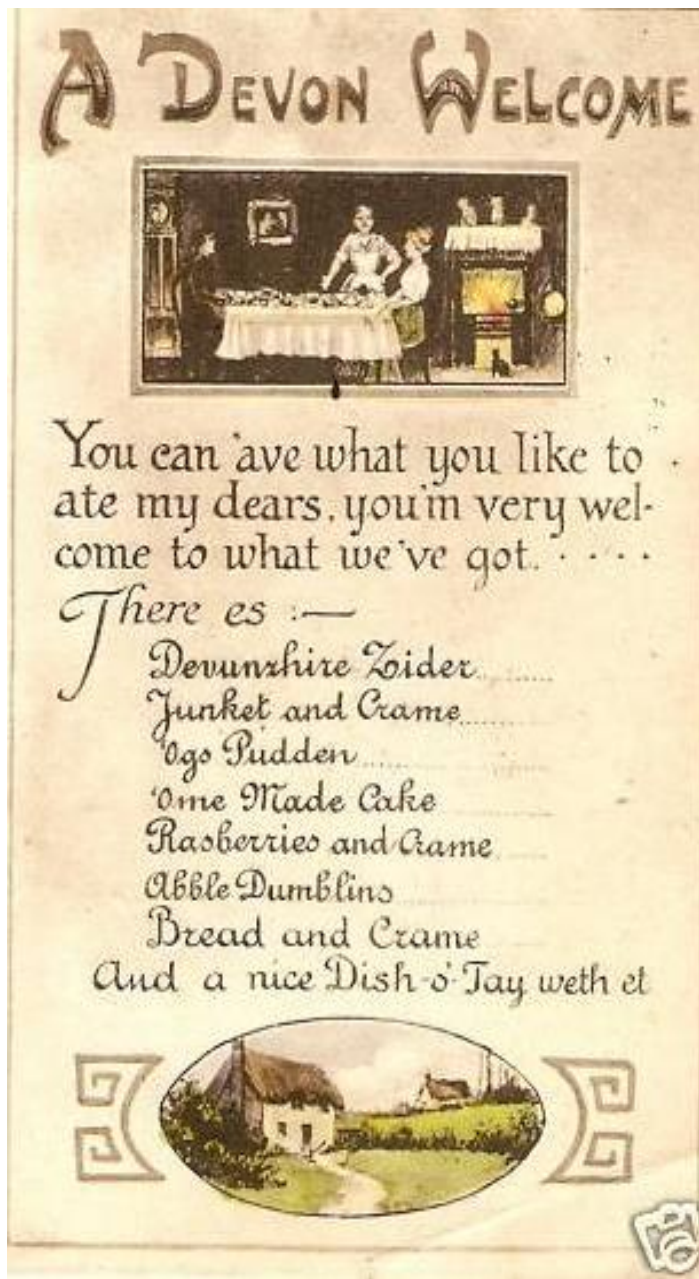 A DEVON WELCOME
You can 'ave what you like to
ate my dears, you'm very wel-
come to what we've got. . . . .
There es :—
Devunzhire Zider
Junket and Crame
'Ogs Pudden
'Ome Made Cake
Rasberries and Crame
Abble Dumblins
Bread and Crame
And a nice Dish-o'-Tay weth et